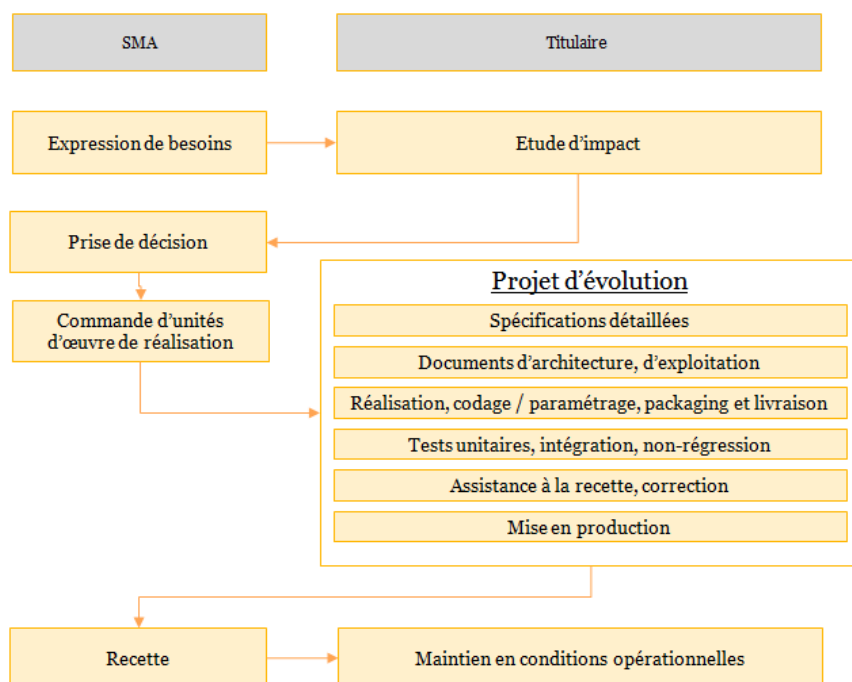 SMA
Titulaire
Expression de besoins
Etude d'impact
Prise de décision
Commande d'unités
d'œuvre de réalisation
Projet d'évolution
Spécifications détaillées
Documents d'architecture, d'exploitation
Réalisation, codage / paramétrage, packaging et livraison
Tests unitaires, intégration, non-régression
Assistance à la recette, correction
Mise en production
Recette
Maintien en conditions opérationnelles